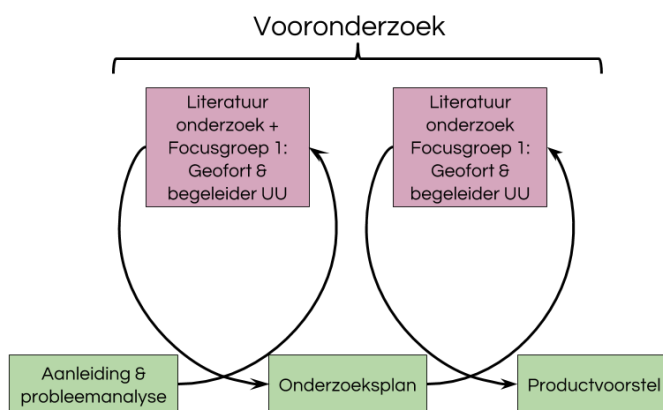 Vooronderzoek
Literatuur
onderzoek +
Focusgroep 1:
Geofort &
begeleider UU
Literatuur
onderzoek
Focusgroep 1:
Geofort &
begeleider UU
Aanleiding &
probleemanalyse
Onderzoeksplan
Productvoorstel